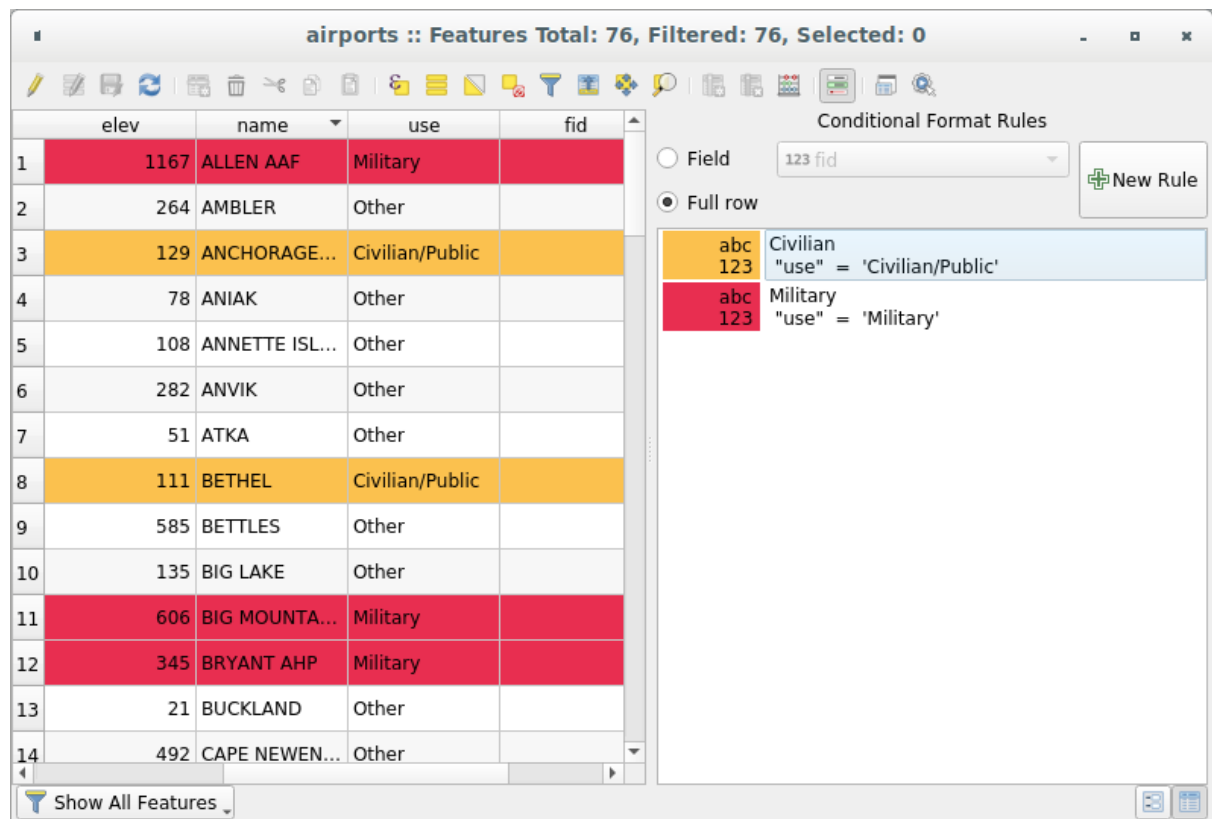 airports :: Features Total: 76, Filtered: 76, Selected: 0
elev name use fid
1 1167 ALLEN AAF Military
2 264 AMBLER Other
3 129 ANCHORAGE... Civilian/Public
4 78 ANIAK Other
5 108 ANNETTE ISL... Other
6 282 ANVIK Other
7 51 ATKA Other
8 111 BETHEL Civilian/Public
9 585 BETTLES Other
10 135 BIG LAKE Other
11 606 BIG MOUNTA... Military
12 345 BRYANT AHP Military
13 21 BUCKLAND Other
14 492 CAPE NEWEN... Other
Show All Features
Conditional Format Rules
Field 123 fid
Full row
New Rule
abc Civilian
123 "use" = 'Civilian/Public'
abc Military
123 "use" = 'Military'